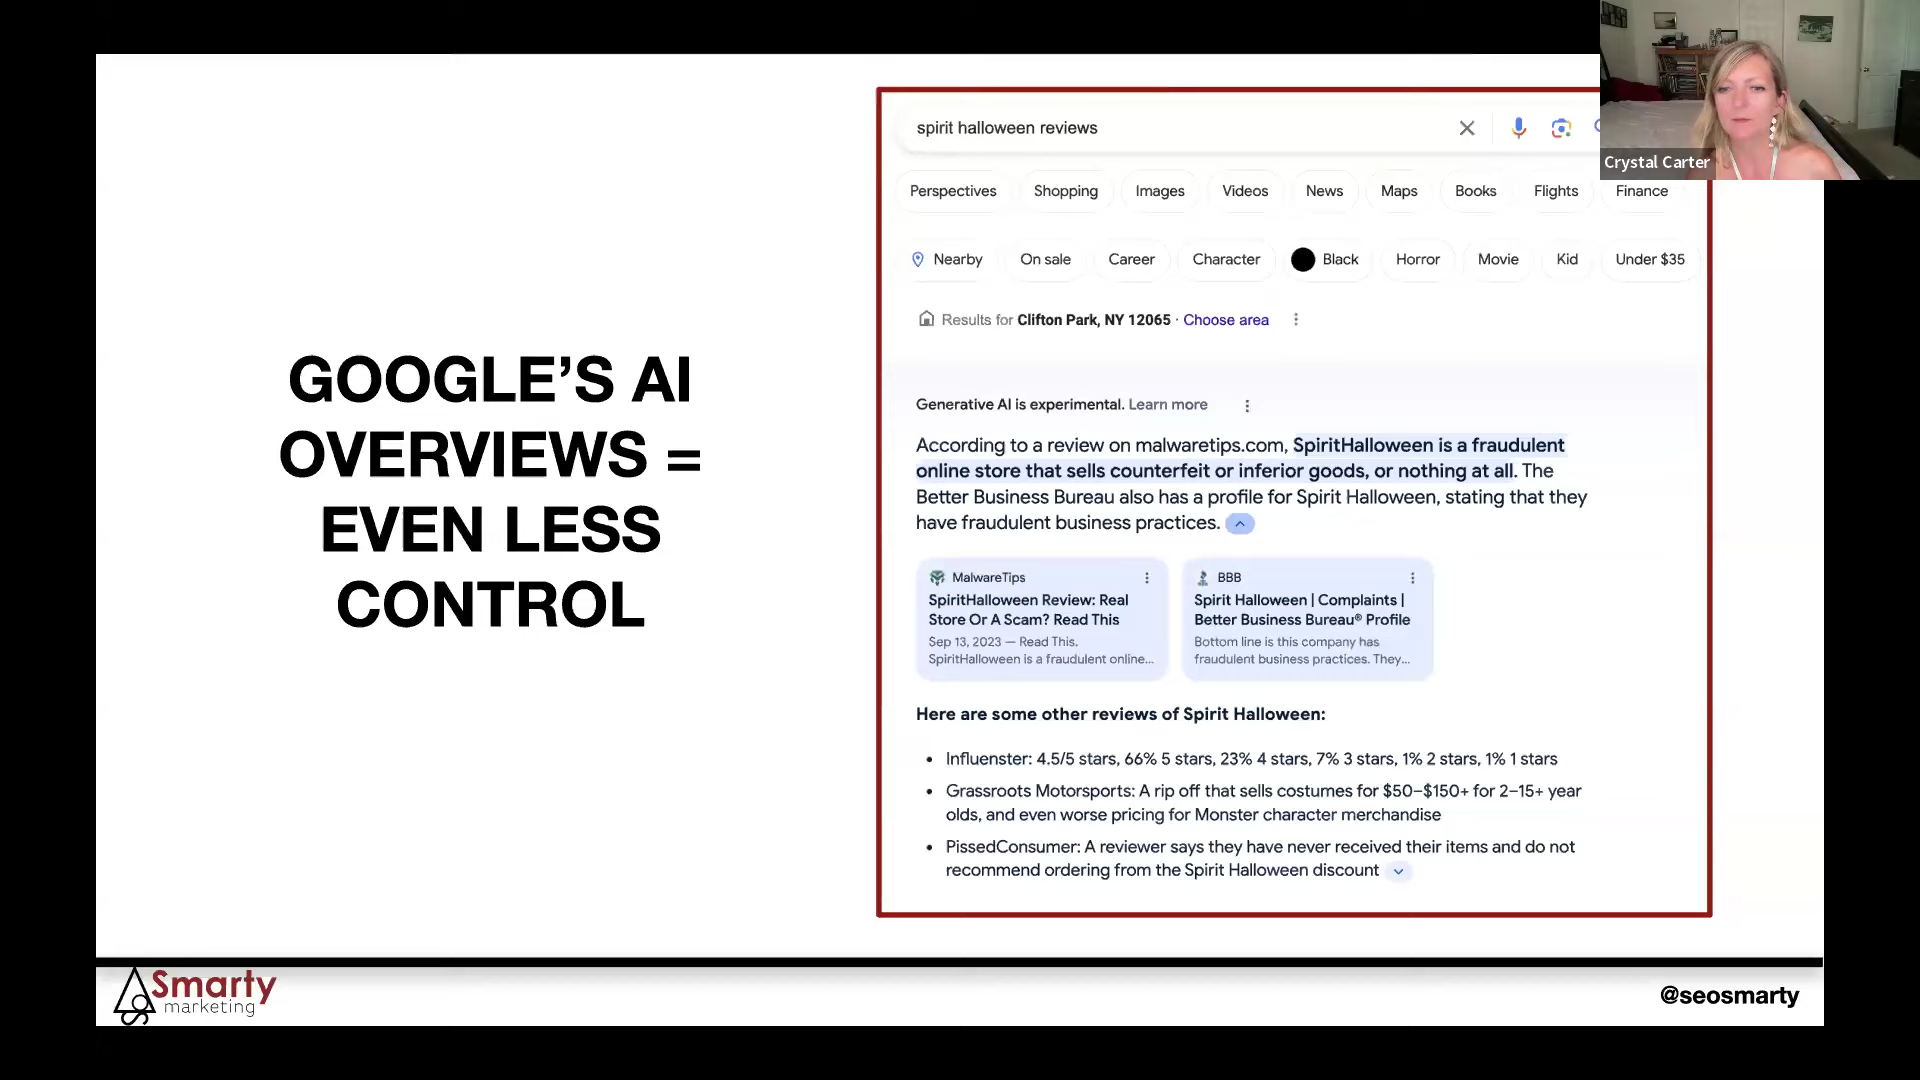 GOOGLE’S AI
OVERVIEWS =
EVEN LESS
CONTROL
spirit halloween reviews
Perspectives Shopping Images Videos News Maps Books Flights Finance
Nearby On sale Career Character Black Horror Movie Kid Under $35
Results for Clifton Park, NY 12065 · Choose area
Generative AI is experimental. Learn more
According to a review on malwaretips.com, SpiritHalloween is a fraudulent
online store that sells counterfeit or inferior goods, or nothing at all. The
Better Business Bureau also has a profile for Spirit Halloween, stating that they
have fraudulent business practices.
MalwareTips
SpiritHalloween Review: Real
Store Or A Scam? Read This
Sep 13, 2023 — Read This.
SpiritHalloween is a fraudulent online...
BBB
Spirit Halloween | Complaints |
Better Business Bureau® Profile
Bottom line is this company has
fraudulent business practices. They...
Here are some other reviews of Spirit Halloween:
• Influenster: 4.5/5 stars, 66% 5 stars, 23% 4 stars, 7% 3 stars, 1% 2 stars, 1% 1 stars
• Grassroots Motorsports: A rip off that sells costumes for $50–$150+ for 2–15+ year
olds, and even worse pricing for Monster character merchandise
• PissedConsumer: A reviewer says they have never received their items and do not
recommend ordering from the Spirit Halloween discount
Crystal Carter
Smarty
marketing
@seosmarty